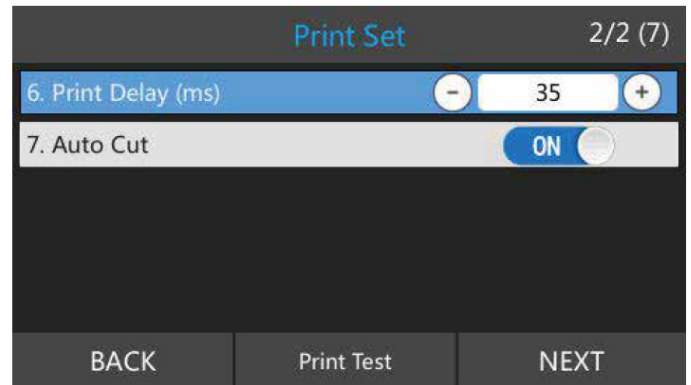 Print Set 2/2 (7)
6. Print Delay (ms) - 35 +
7. Auto Cut ON
BACK Print Test NEXT